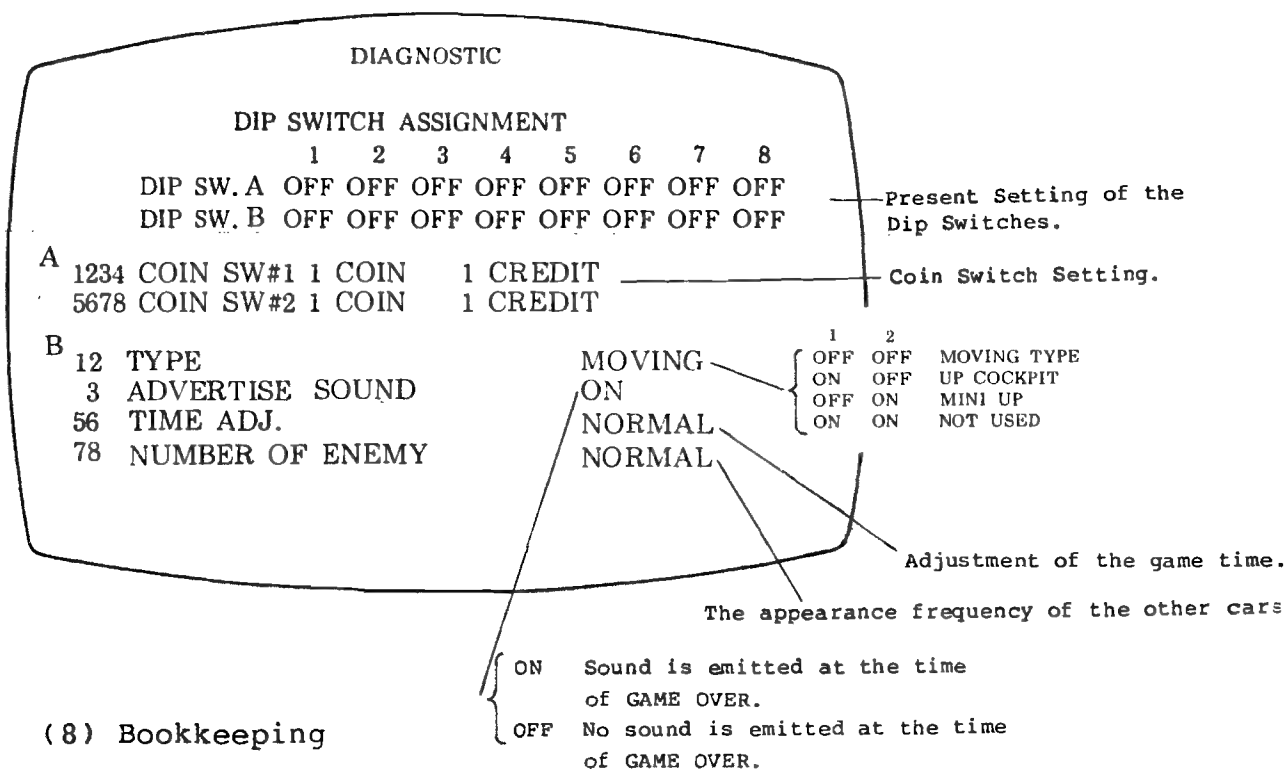 DIAGNOSTIC
DIP SWITCH ASSIGNMENT
1 2 3 4 5 6 7 8
DIP SW. A OFF OFF OFF OFF OFF OFF OFF OFF
DIP SW. B OFF OFF OFF OFF OFF OFF OFF OFF
Present Setting of the
Dip Switches.
A
1234 COIN SW#1 1 COIN 1 CREDIT
5678 COIN SW#2 1 COIN 1 CREDIT
Coin Switch Setting.
B
12 TYPE MOVING
3 ADVERTISE SOUND ON
56 TIME ADJ. NORMAL
78 NUMBER OF ENEMY NORMAL
1 2
OFF OFF MOVING TYPE
ON OFF UP COCKPIT
OFF ON MINI UP
ON ON NOT USED
Adjustment of the game time.
The appearance frequency of the other cars
ON Sound is emitted at the time
of GAME OVER.
OFF No sound is emitted at the time
of GAME OVER.
(8) Bookkeeping